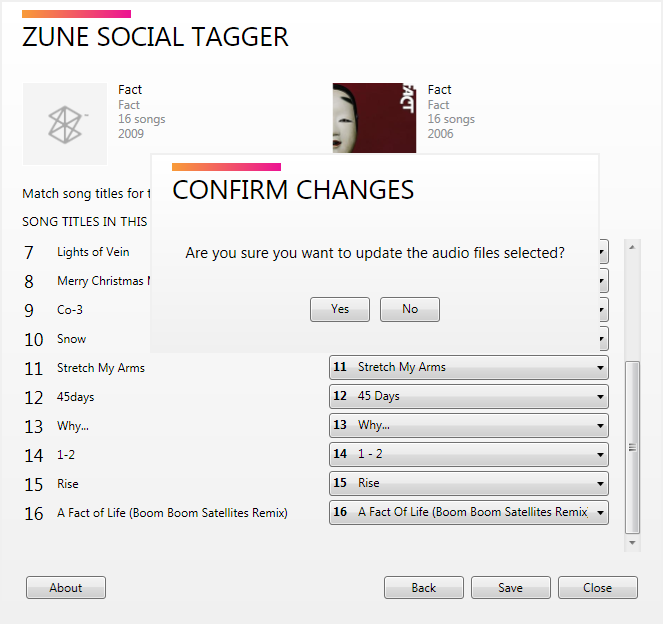 ZUNE SOCIAL TAGGER
Fact
Fact
16 songs
2009
FACT
Fact
Fact
16 songs
2006
Match song titles for t
SONG TITLES IN THIS
CONFIRM CHANGES
Are you sure you want to update the audio files selected?
Yes No
7 Lights of Vein
8 Merry Christmas
9 Co-3
10 Snow
11 Stretch My Arms 11 Stretch My Arms
12 45days 12 45 Days
13 Why... 13 Why...
14 1-2 14 1 - 2
15 Rise 15 Rise
16 A Fact of Life (Boom Boom Satellites Remix) 16 A Fact Of Life (Boom Boom Satellites Remix
About Back Save Close